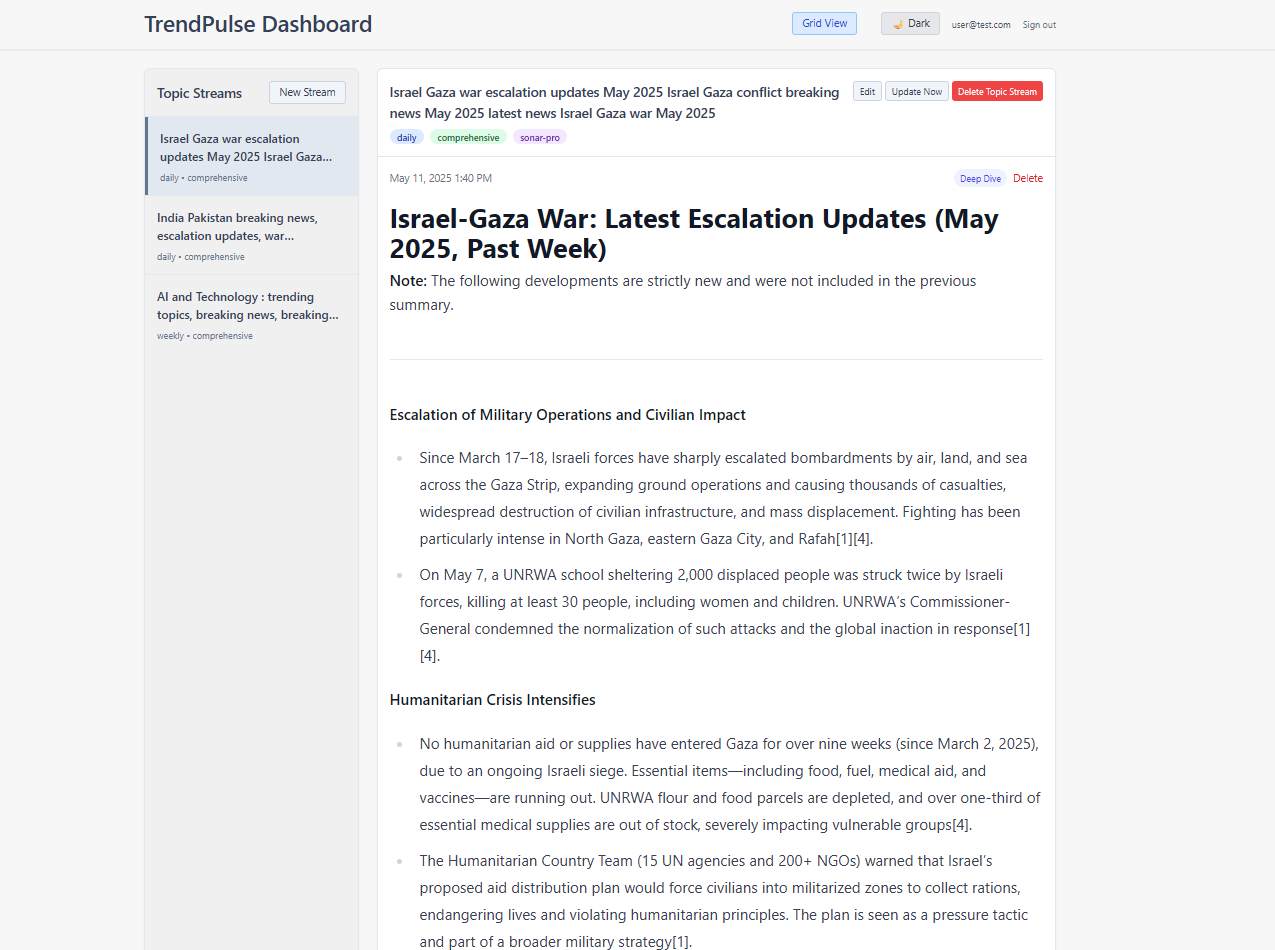 TrendPulse Dashboard
Grid View
🌙 Dark
user@test.com
Sign out
Topic Streams
New Stream
Israel Gaza war escalation
updates May 2025 Israel Gaza...
daily • comprehensive
India Pakistan breaking news,
escalation updates, war...
daily • comprehensive
AI and Technology : trending
topics, breaking news, breaking...
weekly • comprehensive
Israel Gaza war escalation updates May 2025 Israel Gaza conflict breaking
news May 2025 latest news Israel Gaza war May 2025
Edit
Update Now
Delete Topic Stream
daily
comprehensive
sonar-pro
May 11, 2025 1:40 PM
Deep Dive
Delete
Israel-Gaza War: Latest Escalation Updates (May
2025, Past Week)
Note: The following developments are strictly new and were not included in the previous
summary.
Escalation of Military Operations and Civilian Impact
• Since March 17–18, Israeli forces have sharply escalated bombardments by air, land, and sea
across the Gaza Strip, expanding ground operations and causing thousands of casualties,
widespread destruction of civilian infrastructure, and mass displacement. Fighting has been
particularly intense in North Gaza, eastern Gaza City, and Rafah[1][4].
• On May 7, a UNRWA school sheltering 2,000 displaced people was struck twice by Israeli
forces, killing at least 30 people, including women and children. UNRWA’s Commissioner-
General condemned the normalization of such attacks and the global inaction in response[1]
[4].
Humanitarian Crisis Intensifies
• No humanitarian aid or supplies have entered Gaza for over nine weeks (since March 2, 2025),
due to an ongoing Israeli siege. Essential items—including food, fuel, medical aid, and
vaccines—are running out. UNRWA flour and food parcels are depleted, and over one-third of
essential medical supplies are out of stock, severely impacting vulnerable groups[4].
• The Humanitarian Country Team (15 UN agencies and 200+ NGOs) warned that Israel’s
proposed aid distribution plan would force civilians into militarized zones to collect rations,
endangering lives and violating humanitarian principles. The plan is seen as a pressure tactic
and part of a broader military strategy[1].